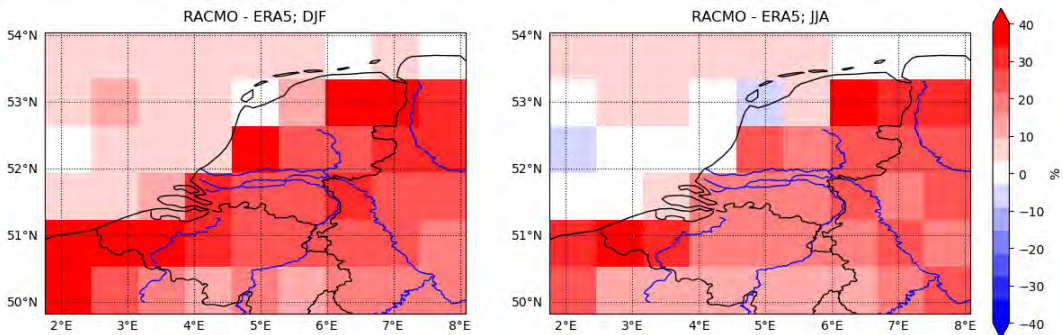 RACMO - ERA5; DJF
54°N
53°N
52°N
51°N
50°N
2°E 3°E 4°E 5°E 6°E 7°E 8°E
RACMO - ERA5; JJA
54°N
53°N
52°N
51°N
50°N
2°E 3°E 4°E 5°E 6°E 7°E 8°E
40
30
20
10
0
−10
−20
−30
−40
%